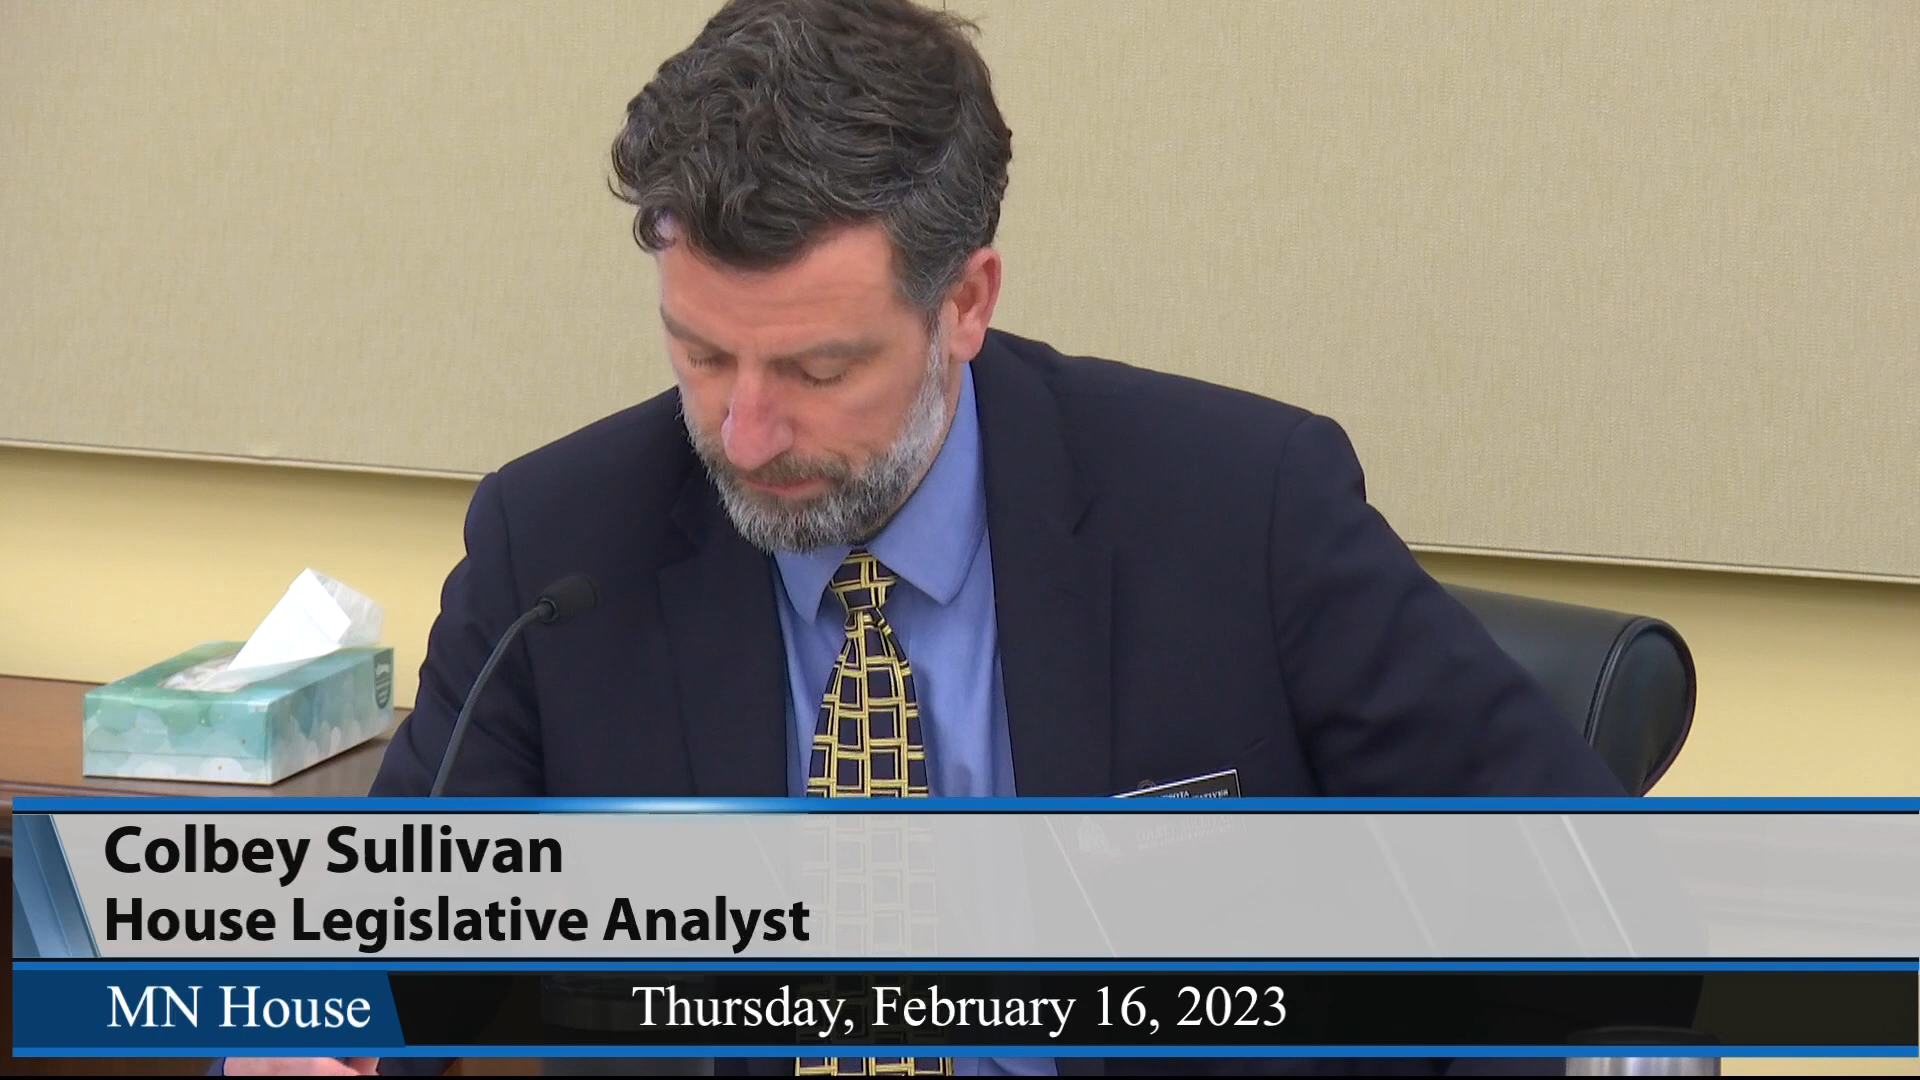 Colbey Sullivan
House Legislative Analyst
MN House
Thursday, February 16, 2023